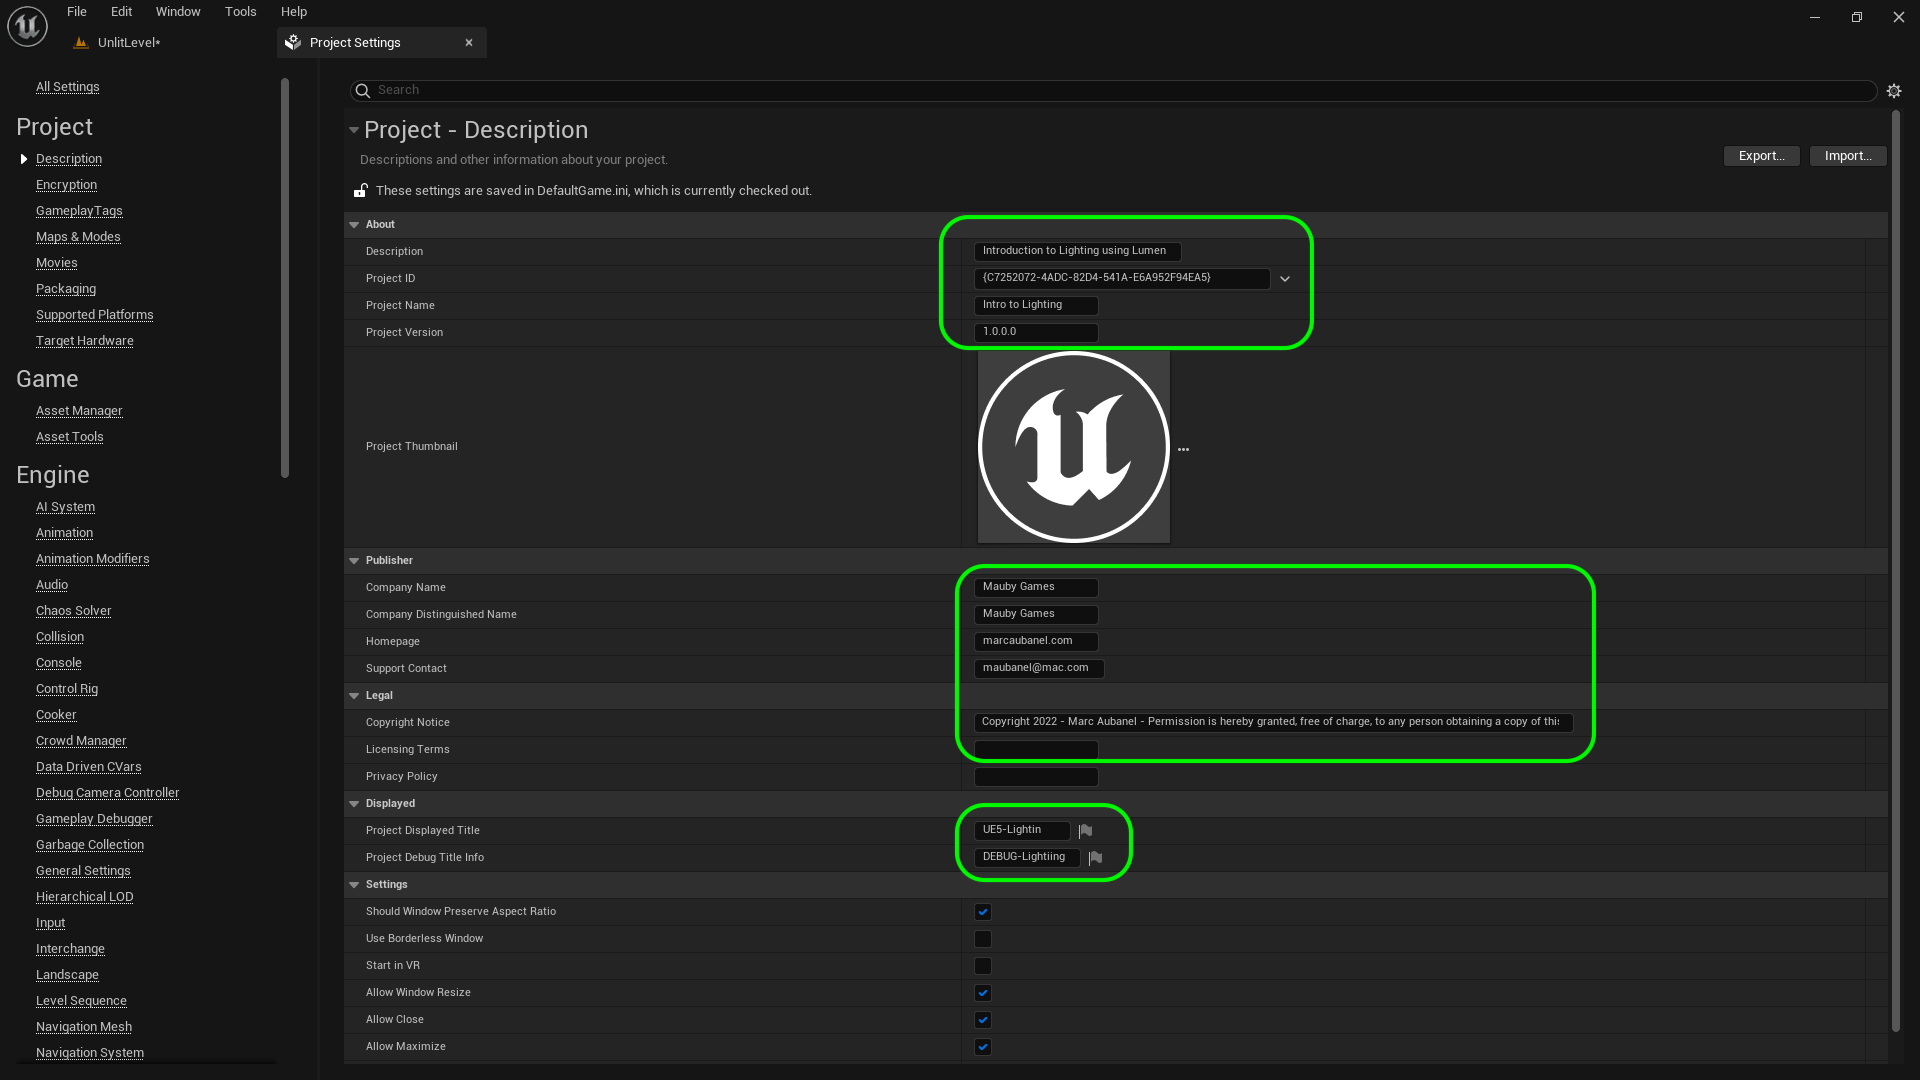 File Edit Window Tools Help
UnlitLevel*
Project Settings
All Settings
Project
Description
Encryption
GameplayTags
Maps & Modes
Movies
Packaging
Supported Platforms
Target Hardware
Game
Asset Manager
Asset Tools
Engine
AI System
Animation
Animation Modifiers
Audio
Chaos Solver
Collision
Console
Control Rig
Cooker
Crowd Manager
Data Driven CVars
Debug Camera Controller
Gameplay Debugger
Garbage Collection
General Settings
Hierarchical LOD
Input
Interchange
Landscape
Level Sequence
Navigation Mesh
Navigation System
Search
Project - Description
Descriptions and other information about your project.
Export... Import...
These settings are saved in DefaultGame.ini, which is currently checked out.
About
Description Introduction to Lighting using Lumen
Project ID {C7252072-4ADC-82D4-541A-E6A952F94EA5}
Project Name Intro to Lighting
Project Version 1.0.0.0
Project Thumbnail
Publisher
Company Name Mauby Games
Company Distinguished Name Mauby Games
Homepage marcaubanel.com
Support Contact maubanel@mac.com
Legal
Copyright Notice Copyright 2022 - Marc Aubanel - Permission is hereby granted, free of charge, to any person obtaining a copy of this
Licensing Terms
Privacy Policy
Displayed
Project Displayed Title UE5-Lightin
Project Debug Title Info DEBUG-Lightiing
Settings
Should Window Preserve Aspect Ratio
Use Borderless Window
Start in VR
Allow Window Resize
Allow Close
Allow Maximize